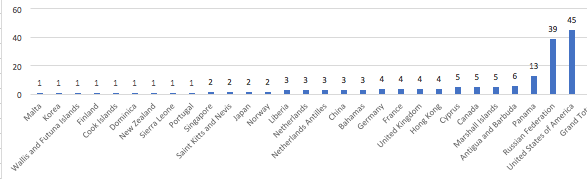 60
40
20
0
1 1 1 1 1 1 1 1 1 2 2 2 2 3 3 3 3 3 4 4 4 4 5 5 5 6 13 39 45
Malta
Korea
Wallis and Futuna Islands
Finland
Cook Islands
Dominica
New Zealand
Sierra Leone
Portugal
Singapore
Saint Kitts and Nevis
Japan
Norway
Liberia
Netherlands
Netherlands Antilles
China
Bahamas
Germany
France
United Kingdom
Hong Kong
Cyprus
Canada
Marshall Islands
Antigua and Barbuda
Panama
Russian Federation
United States of America
Grand Tot